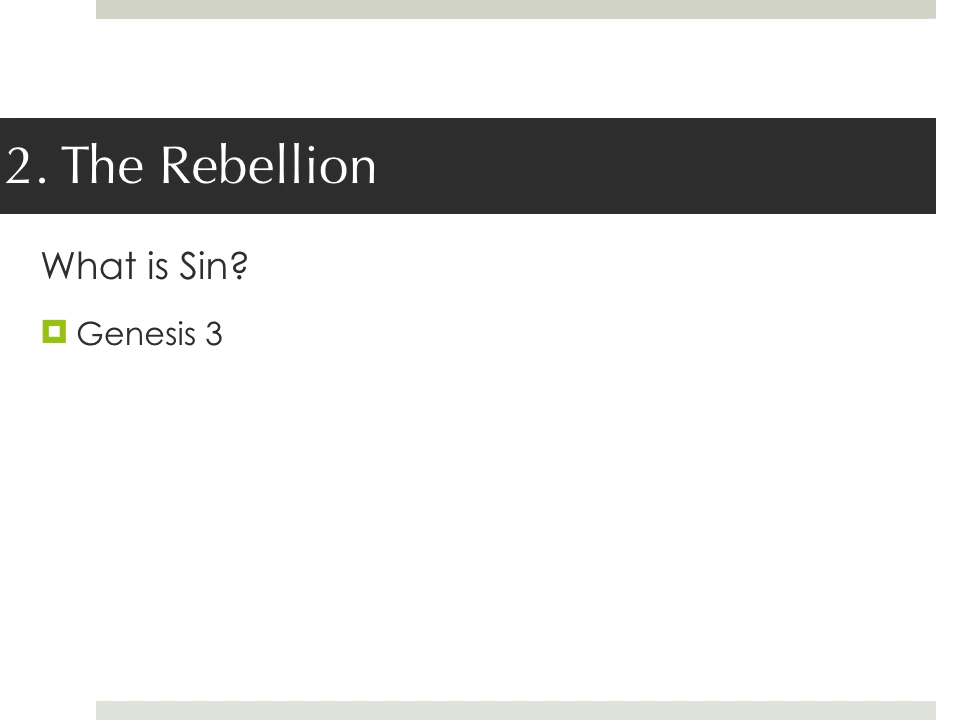 2. The Rebellion
What is Sin?
Genesis 3